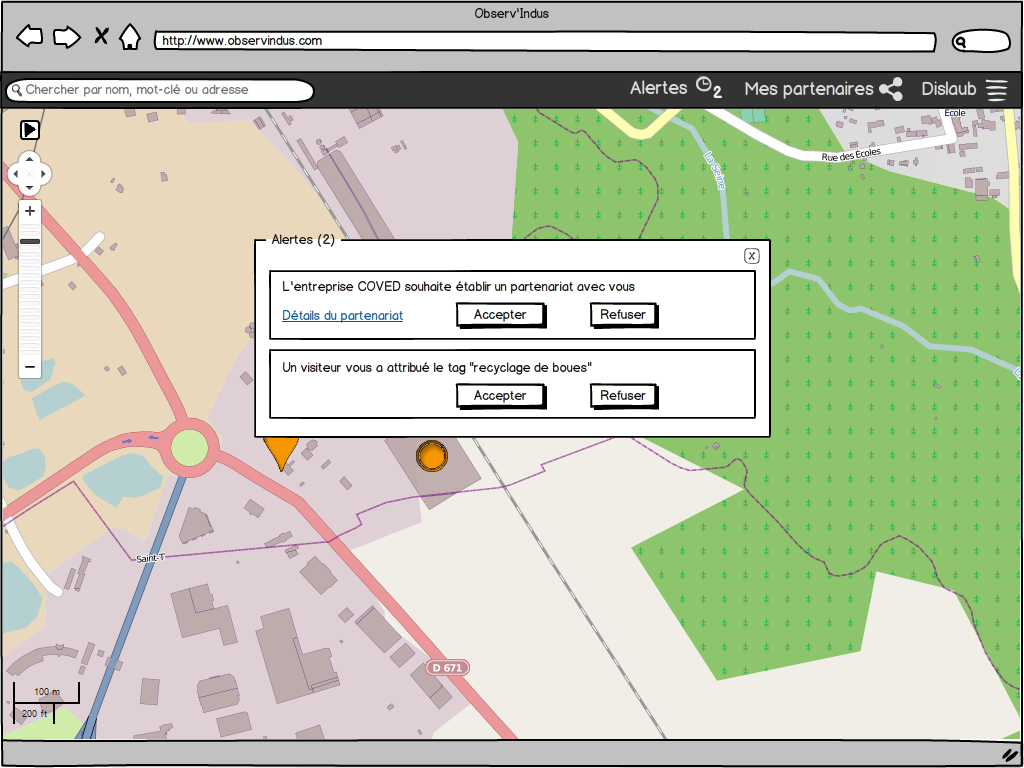 Observ'Indus
http://www.observindus.com
Chercher par nom, mot-clé ou adresse
Alertes 2
Mes partenaires
Dislaub
École
Rue des Écoles
La Seine
Alertes (2)
X
L'entreprise COVED souhaite établir un partenariat avec vous
Détails du partenariat
Accepter
Refuser
Un visiteur vous a attribué le tag "recyclage de boues"
Accepter
Refuser
Saint-T
D 671
100 m
200 ft